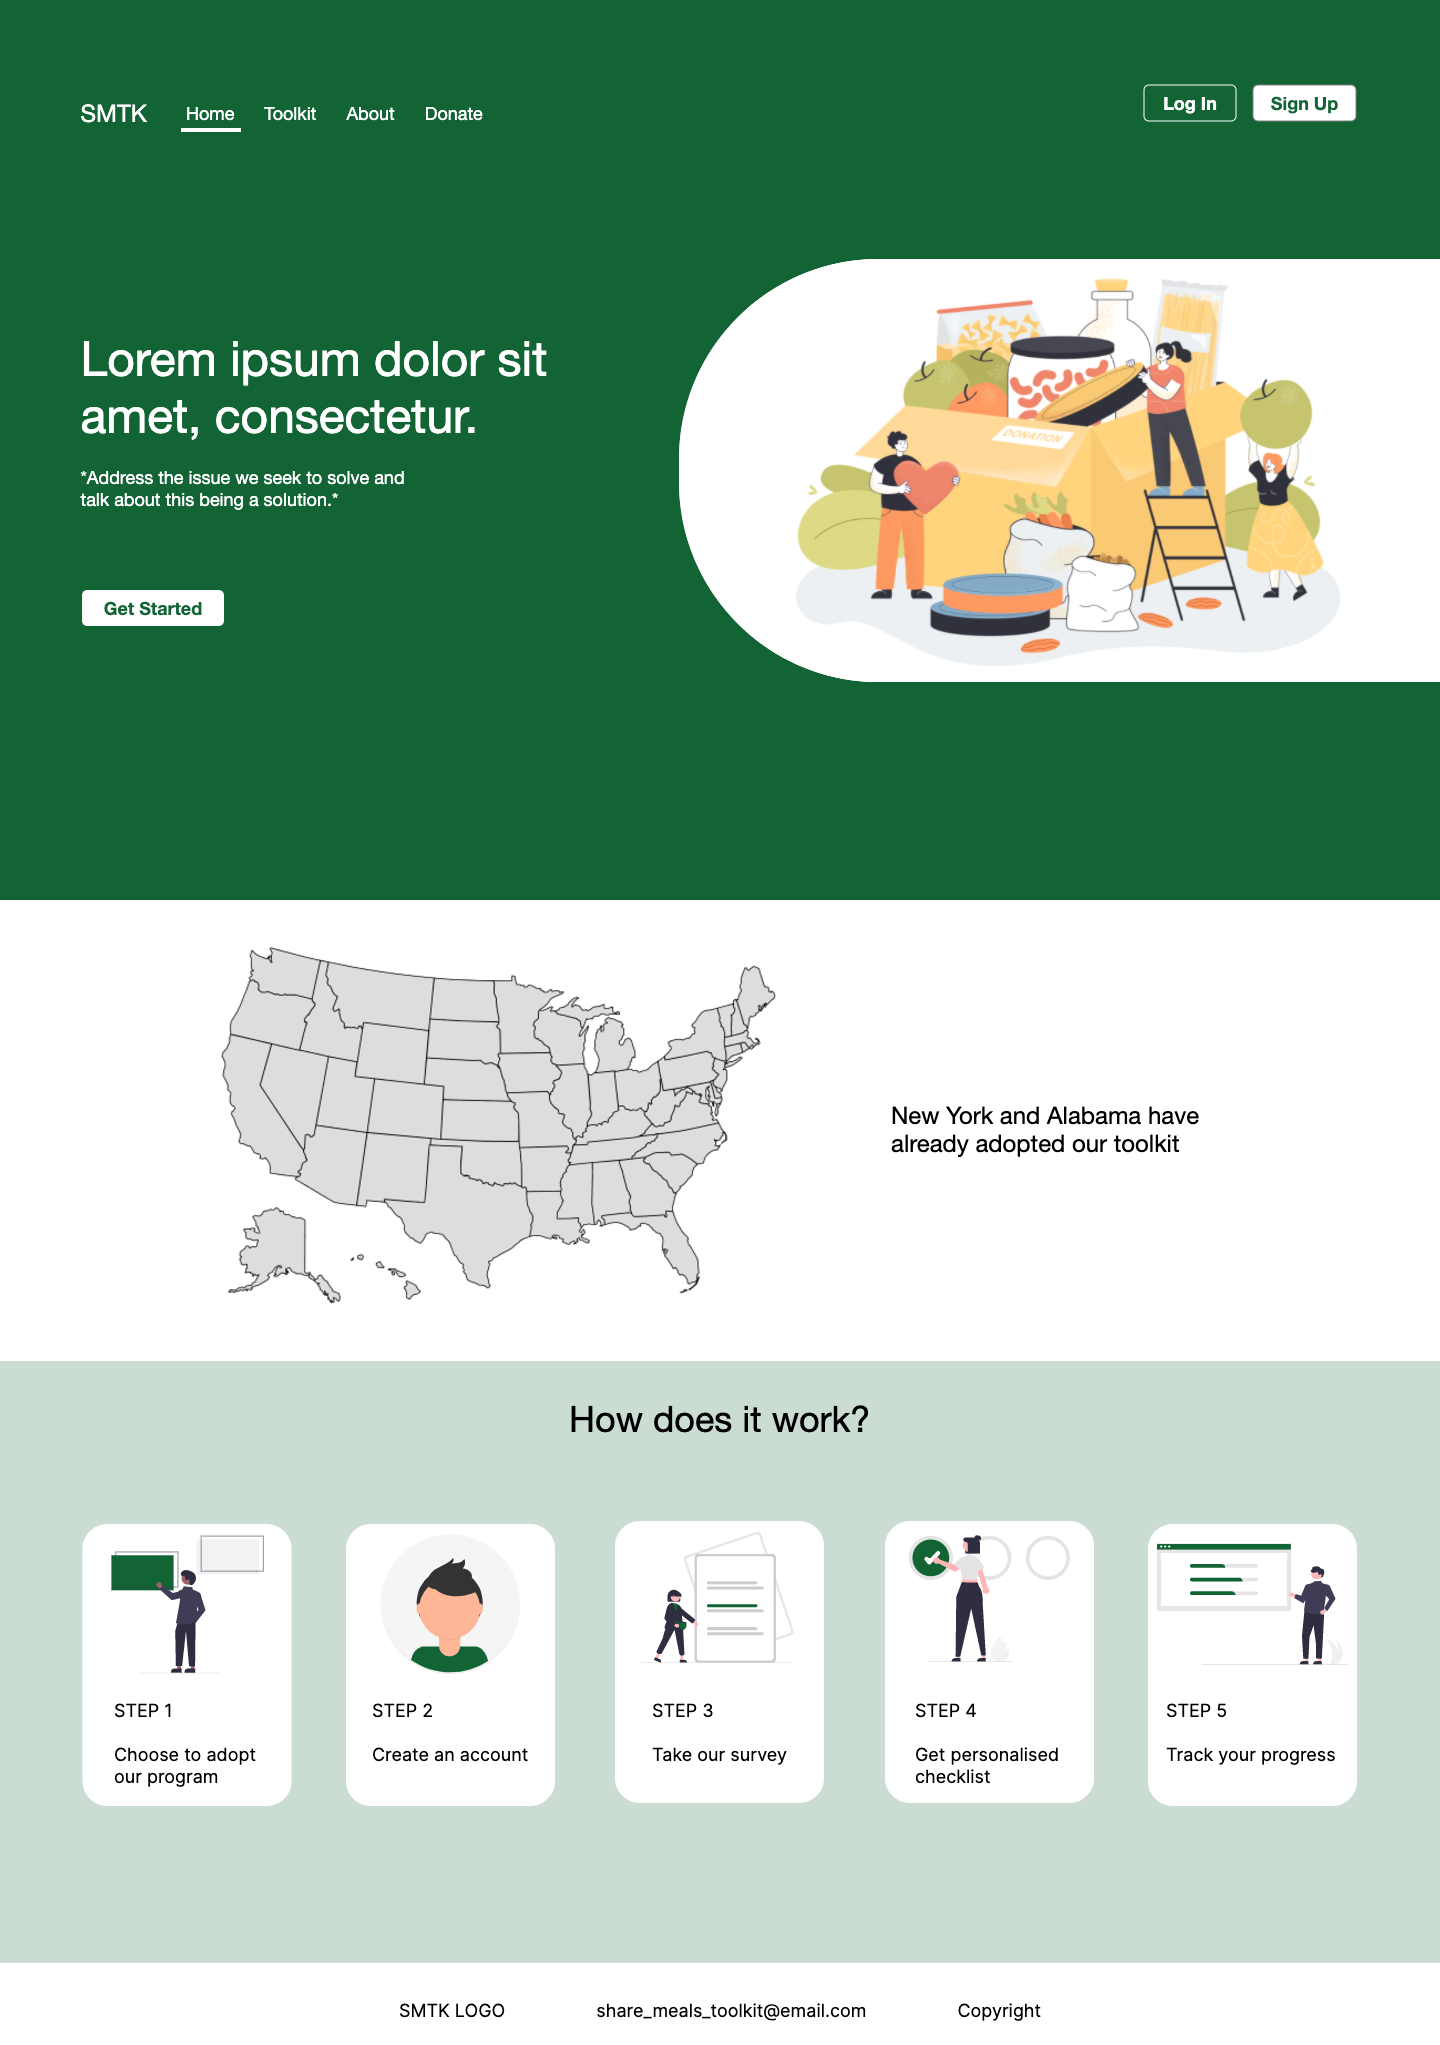 SMTK Home Toolkit About Donate Log In Sign Up
Lorem ipsum dolor sit
amet, consectetur.
*Address the issue we seek to solve and
talk about this being a solution.*
Get Started
DONATION
New York and Alabama have
already adopted our toolkit
How does it work?
STEP 1
Choose to adopt
our program
STEP 2
Create an account
STEP 3
Take our survey
STEP 4
Get personalised
checklist
STEP 5
Track your progress
SMTK LOGO share_meals_toolkit@email.com Copyright